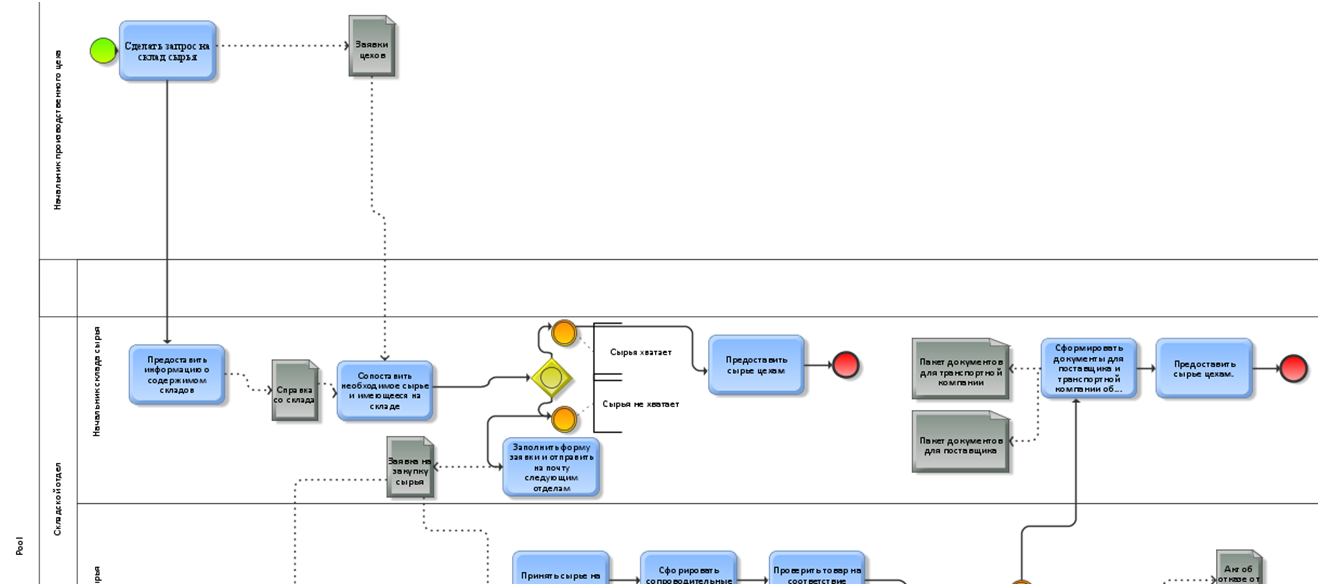 Начальник производственного цеха
Сделать запрос на
склад сырья
Заявки
цехов
Pool
Складской отдел
Начальник склада сырья
Предоставить
информацию о
содержимом
складов
Справка
со склада
Сопоставить
необходимое сырье
и имеющееся на
складе
Сырья хватает
Сырья не хватает
Предоставить
сырье цехам
Заявка на
закупку
сырья
Заполнить форму
заявки и отправить
на почту
следующим
отделам
Пакет документов
для транспортной
компании
Пакет документов
для поставщика
Сформировать
документы для
поставщика и
транспортной
компании об...
Предоставить
сырье цехам.
Принять сырье на
Сфорировать
сопроводительные
Проверить товар на
соответствие
Акт об
отказе от